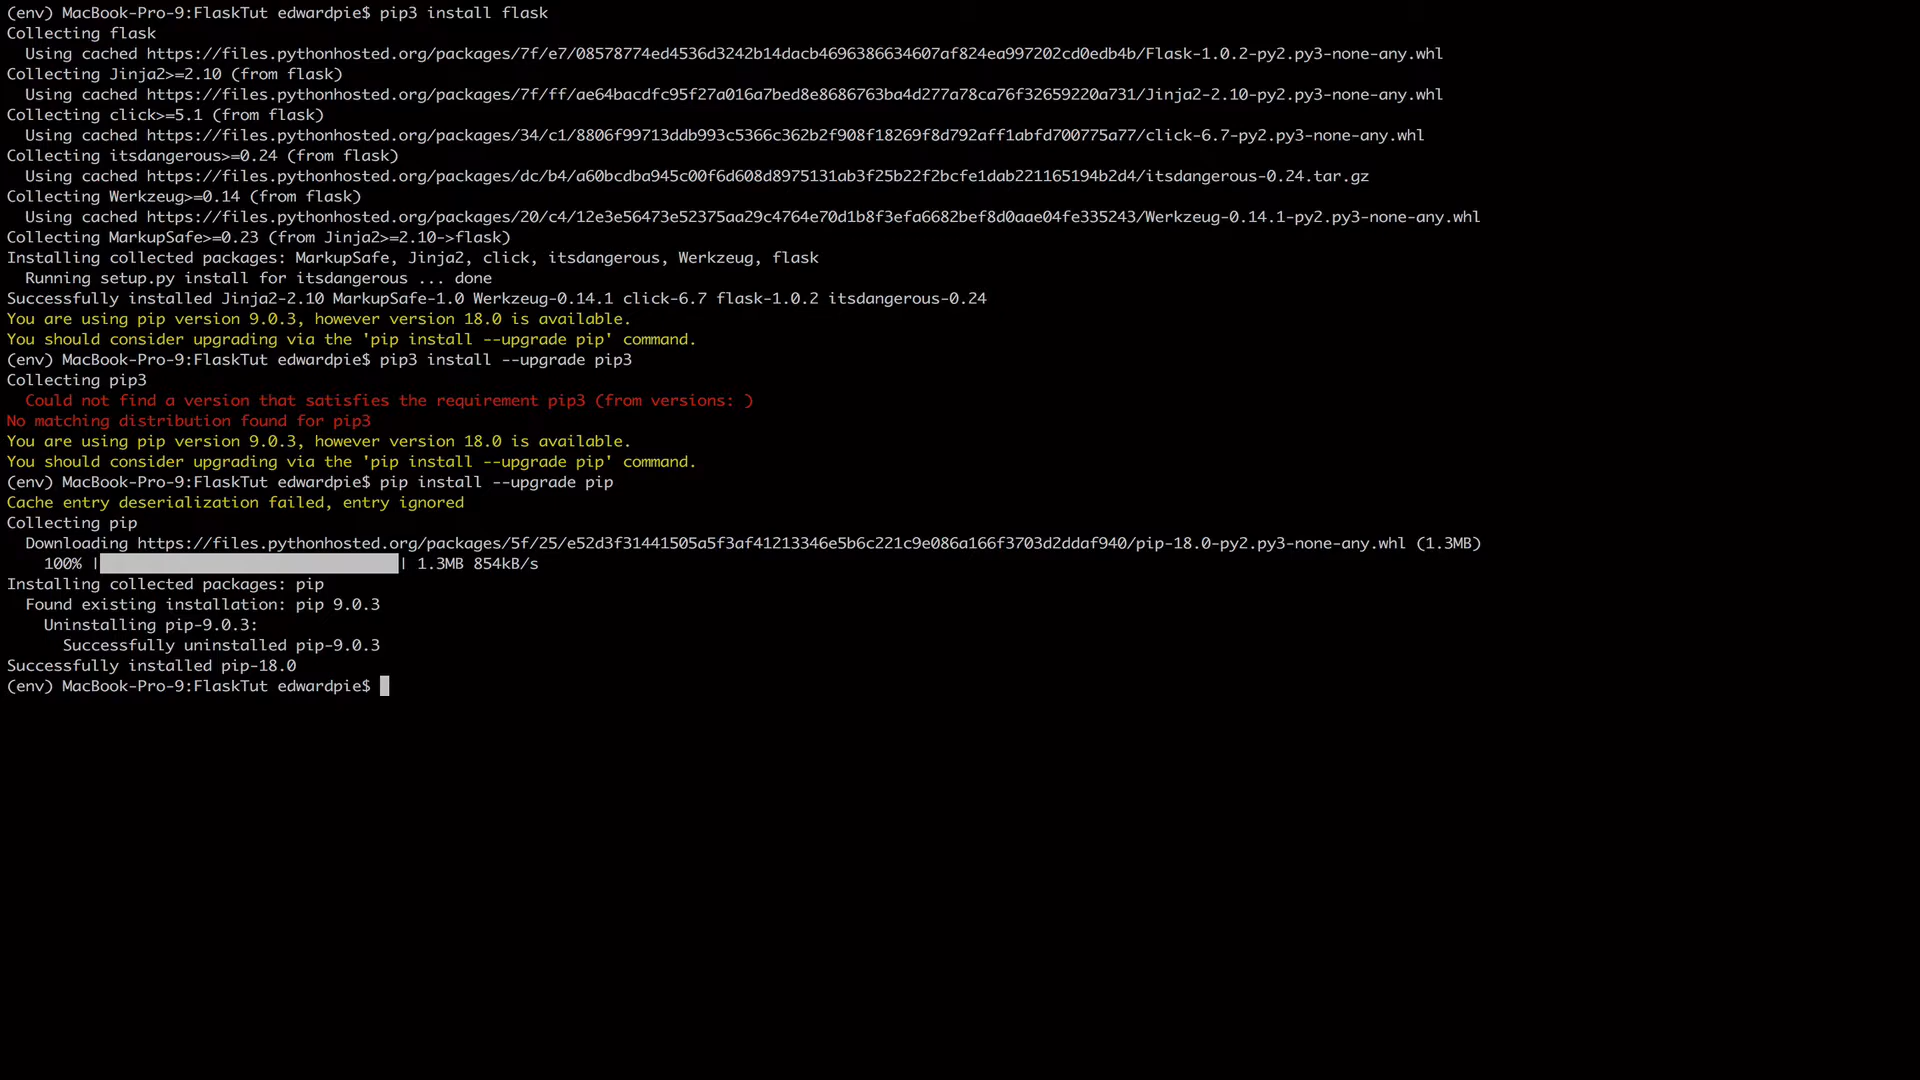 (env) MacBook-Pro-9:FlaskTut edwardpie$ pip3 install flask
Collecting flask
  Using cached https://files.pythonhosted.org/packages/7f/e7/08578774ed4536d3242b14dacb4696386634607af824ea997202cd0edb4b/Flask-1.0.2-py2.py3-none-any.whl
Collecting Jinja2>=2.10 (from flask)
  Using cached https://files.pythonhosted.org/packages/7f/ff/ae64bacdfc95f27a016a7bed8e8686763ba4d277a78ca76f32659220a731/Jinja2-2.10-py2.py3-none-any.whl
Collecting click>=5.1 (from flask)
  Using cached https://files.pythonhosted.org/packages/34/c1/8806f99713ddb993c5366c362b2f908f18269f8d792aff1abfd700775a77/click-6.7-py2.py3-none-any.whl
Collecting itsdangerous>=0.24 (from flask)
  Using cached https://files.pythonhosted.org/packages/dc/b4/a60bcdba945c00f6d608d8975131ab3f25b22f2bcfe1dab221165194b2d4/itsdangerous-0.24.tar.gz
Collecting Werkzeug>=0.14 (from flask)
  Using cached https://files.pythonhosted.org/packages/20/c4/12e3e56473e52375aa29c4764e70d1b8f3efa6682bef8d0aae04fe335243/Werkzeug-0.14.1-py2.py3-none-any.whl
Collecting MarkupSafe>=0.23 (from Jinja2>=2.10->flask)
Installing collected packages: MarkupSafe, Jinja2, click, itsdangerous, Werkzeug, flask
  Running setup.py install for itsdangerous ... done
Successfully installed Jinja2-2.10 MarkupSafe-1.0 Werkzeug-0.14.1 click-6.7 flask-1.0.2 itsdangerous-0.24
You are using pip version 9.0.3, however version 18.0 is available.
You should consider upgrading via the 'pip install --upgrade pip' command.
(env) MacBook-Pro-9:FlaskTut edwardpie$ pip3 install --upgrade pip3
Collecting pip3
  Could not find a version that satisfies the requirement pip3 (from versions: )
No matching distribution found for pip3
You are using pip version 9.0.3, however version 18.0 is available.
You should consider upgrading via the 'pip install --upgrade pip' command.
(env) MacBook-Pro-9:FlaskTut edwardpie$ pip install --upgrade pip
Cache entry deserialization failed, entry ignored
Collecting pip
  Downloading https://files.pythonhosted.org/packages/5f/25/e52d3f31441505a5f3af41213346e5b6c221c9e086a166f3703d2ddaf940/pip-18.0-py2.py3-none-any.whl (1.3MB)
    100% |████████████████████████████████| 1.3MB 854kB/s
Installing collected packages: pip
  Found existing installation: pip 9.0.3
    Uninstalling pip-9.0.3:
      Successfully uninstalled pip-9.0.3
Successfully installed pip-18.0
(env) MacBook-Pro-9:FlaskTut edwardpie$